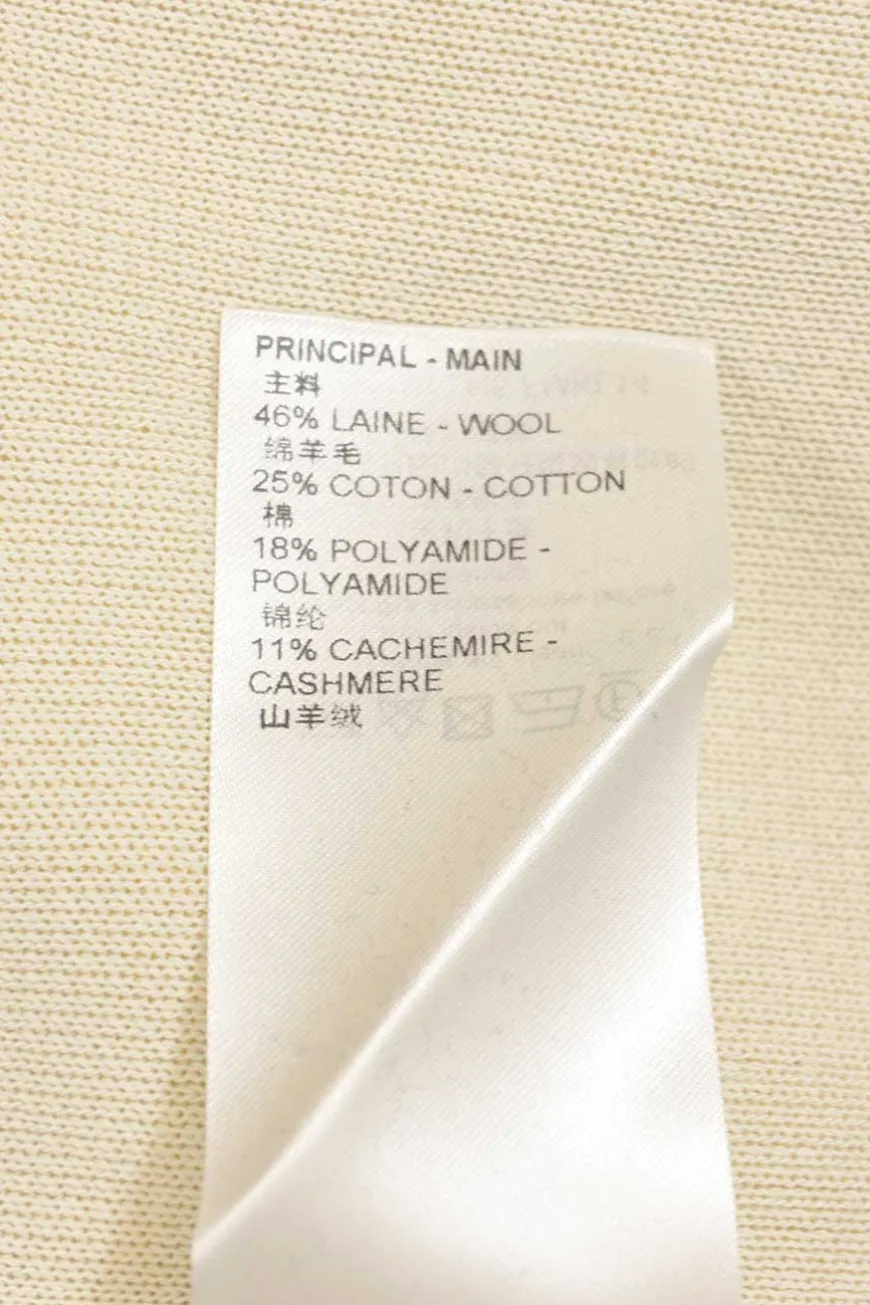 PRINCIPAL - MAIN
主料
46% LAINE - WOOL
绵羊毛
25% COTON - COTTON
棉
18% POLYAMIDE -
POLYAMIDE
锦纶
11% CACHEMIRE -
CASHMERE
山羊绒